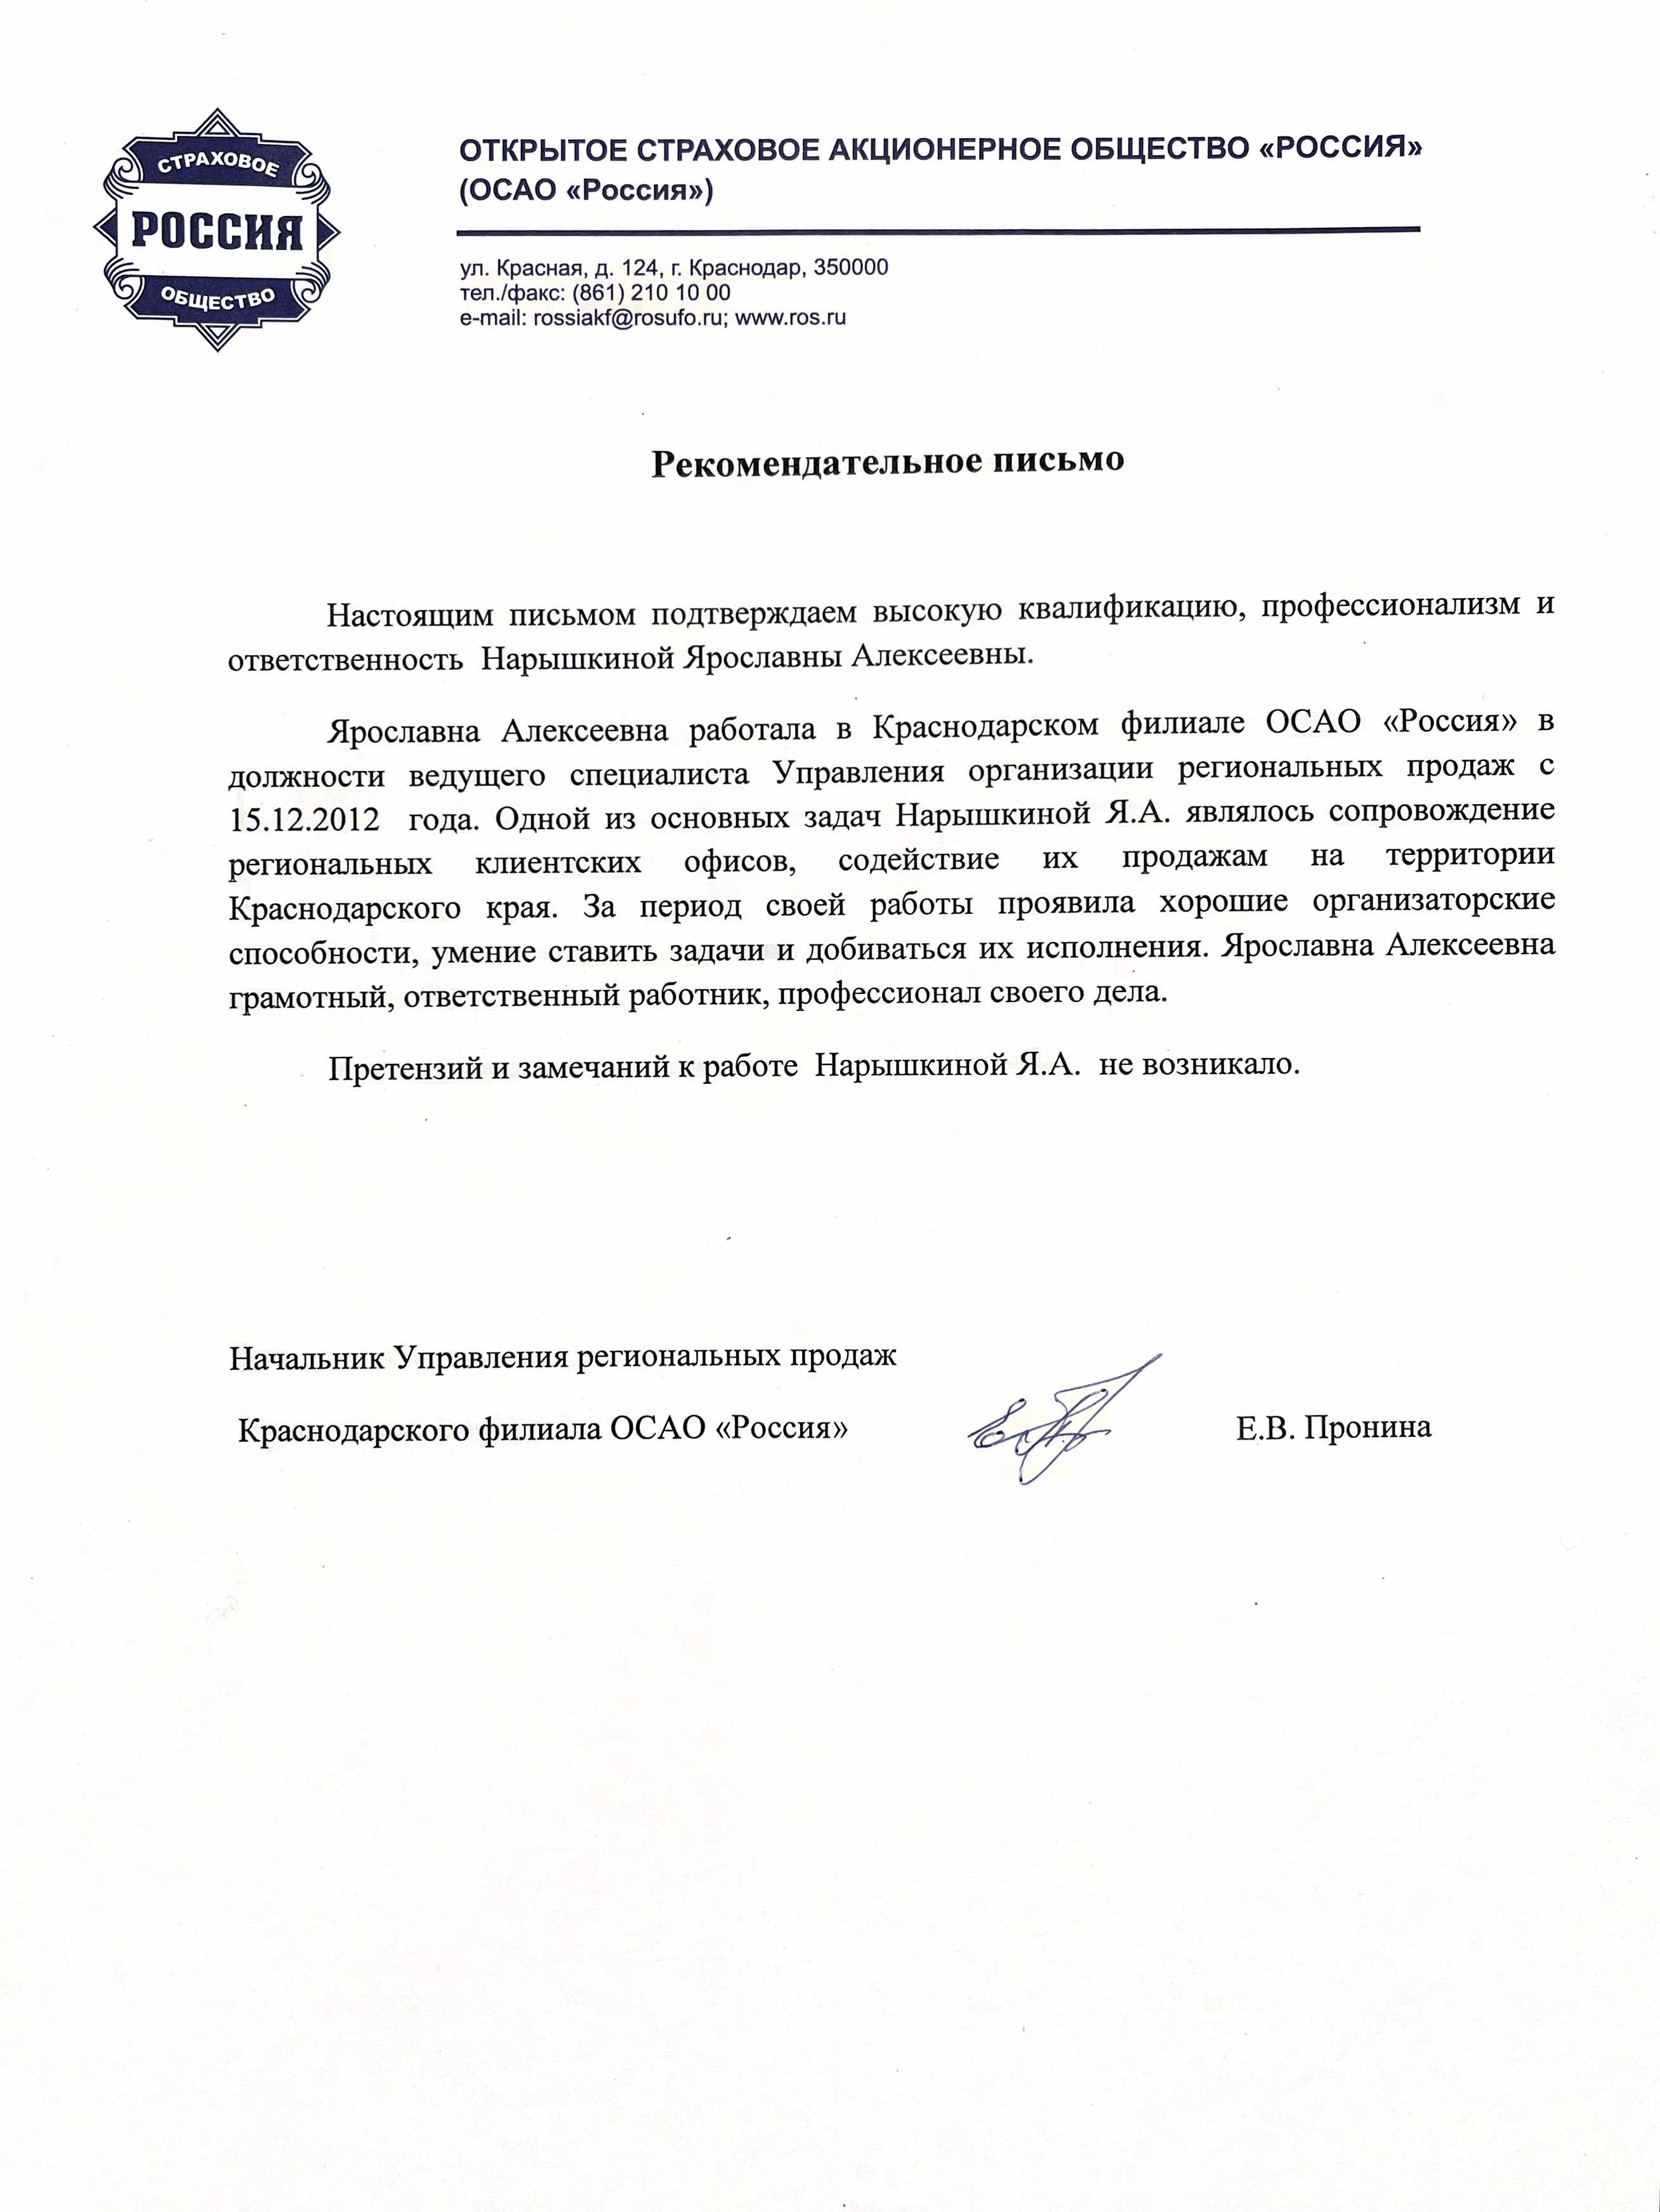 СТРАХОВОЕ
РОССИЯ
ОБЩЕСТВО
ОТКРЫТОЕ СТРАХОВОЕ АКЦИОНЕРНОЕ ОБЩЕСТВО «РОССИЯ»
(ОСАО «Россия»)
ул. Красная, д. 124, г. Краснодар, 350000
тел./факс: (861) 210 10 00
e-mail: rossiakf@rosufo.ru; www.ros.ru
Рекомендательное письмо
Настоящим письмом подтверждаем высокую квалификацию, профессионализм и
ответственность Нарышкиной Ярославны Алексеевны.
Ярославна Алексеевна работала в Краснодарском филиале ОСАО «Россия» в
должности ведущего специалиста Управления организации региональных продаж с
15.12.2012 года. Одной из основных задач Нарышкиной Я.А. являлось сопровождение
региональных клиентских офисов, содействие их продажам на территории
Краснодарского края. За период своей работы проявила хорошие организаторские
способности, умение ставить задачи и добиваться их исполнения. Ярославна Алексеевна
грамотный, ответственный работник, профессионал своего дела.
Претензий и замечаний к работе Нарышкиной Я.А. не возникало.
Начальник Управления региональных продаж
Краснодарского филиала ОСАО «Россия» Е.В. Пронина